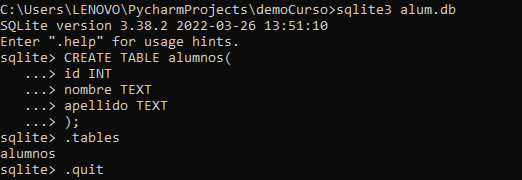 C:\Users\LENOVO\PycharmProjects\demoCurso>sqlite3 alum.db
SQLite version 3.38.2 2022-03-26 13:51:10
Enter ".help" for usage hints.
sqlite> CREATE TABLE alumnos(
   ...> id INT
   ...> nombre TEXT
   ...> apellido TEXT
   ...> );
sqlite> .tables
alumnos
sqlite> .quit